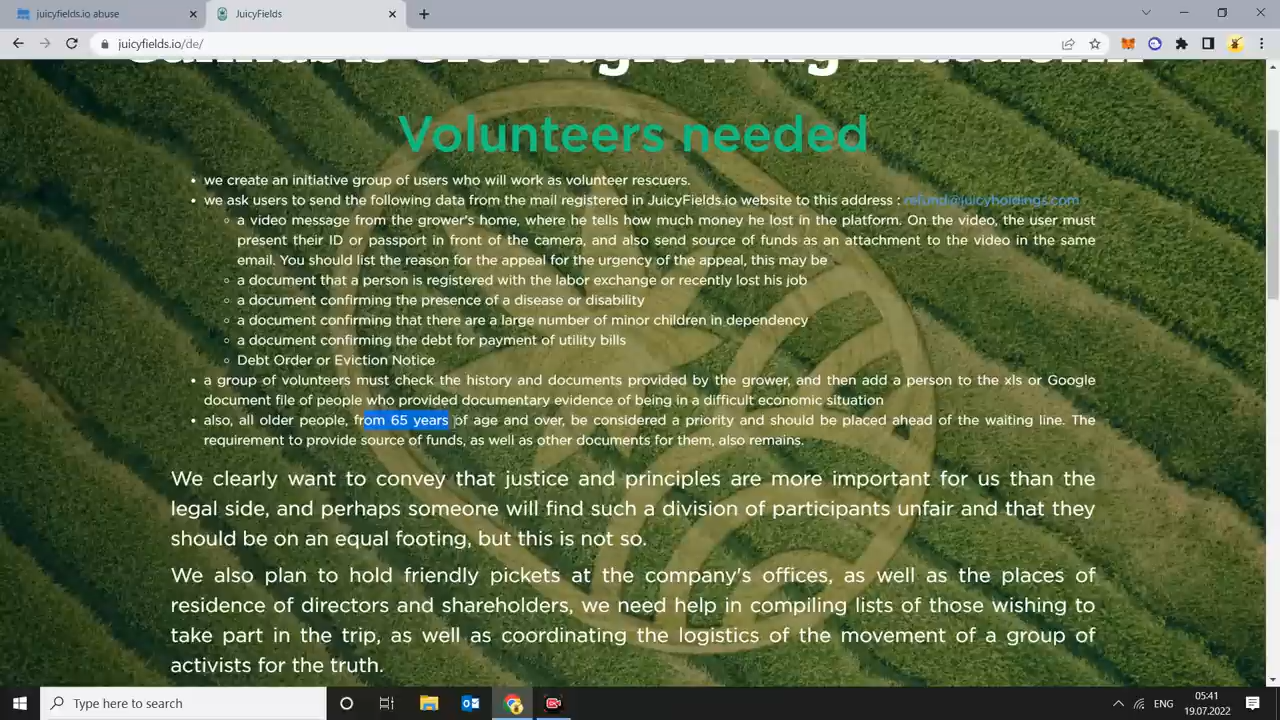 juicyfields.io abuse
JuicyFields
juicyfields.io/de/
Volunteers needed
• we create an initiative group of users who will work as volunteer rescuers.
• we ask users to send the following data from the mail registered in JuicyFields.io website to this address : refund@juicyholdings.com
◦ a video message from the grower's home, where he tells how much money he lost in the platform. On the video, the user must
present their ID or passport in front of the camera, and also send source of funds as an attachment to the video in the same
email. You should list the reason for the appeal for the urgency of the appeal, this may be
◦ a document that a person is registered with the labor exchange or recently lost his job
◦ a document confirming the presence of a disease or disability
◦ a document confirming that there are a large number of minor children in dependency
◦ a document confirming the debt for payment of utility bills
◦ Debt Order or Eviction Notice
• a group of volunteers must check the history and documents provided by the grower, and then add a person to the xls or Google
document file of people who provided documentary evidence of being in a difficult economic situation
• also, all older people, from 65 years of age and over, be considered a priority and should be placed ahead of the waiting line. The
requirement to provide source of funds, as well as other documents for them, also remains.
We clearly want to convey that justice and principles are more important for us than the
legal side, and perhaps someone will find such a division of participants unfair and that they
should be on an equal footing, but this is not so.
We also plan to hold friendly pickets at the company's offices, as well as the places of
residence of directors and shareholders, we need help in compiling lists of those wishing to
take part in the trip, as well as coordinating the logistics of the movement of a group of
activists for the truth.
Type here to search
ENG
05:41
19.07.2022